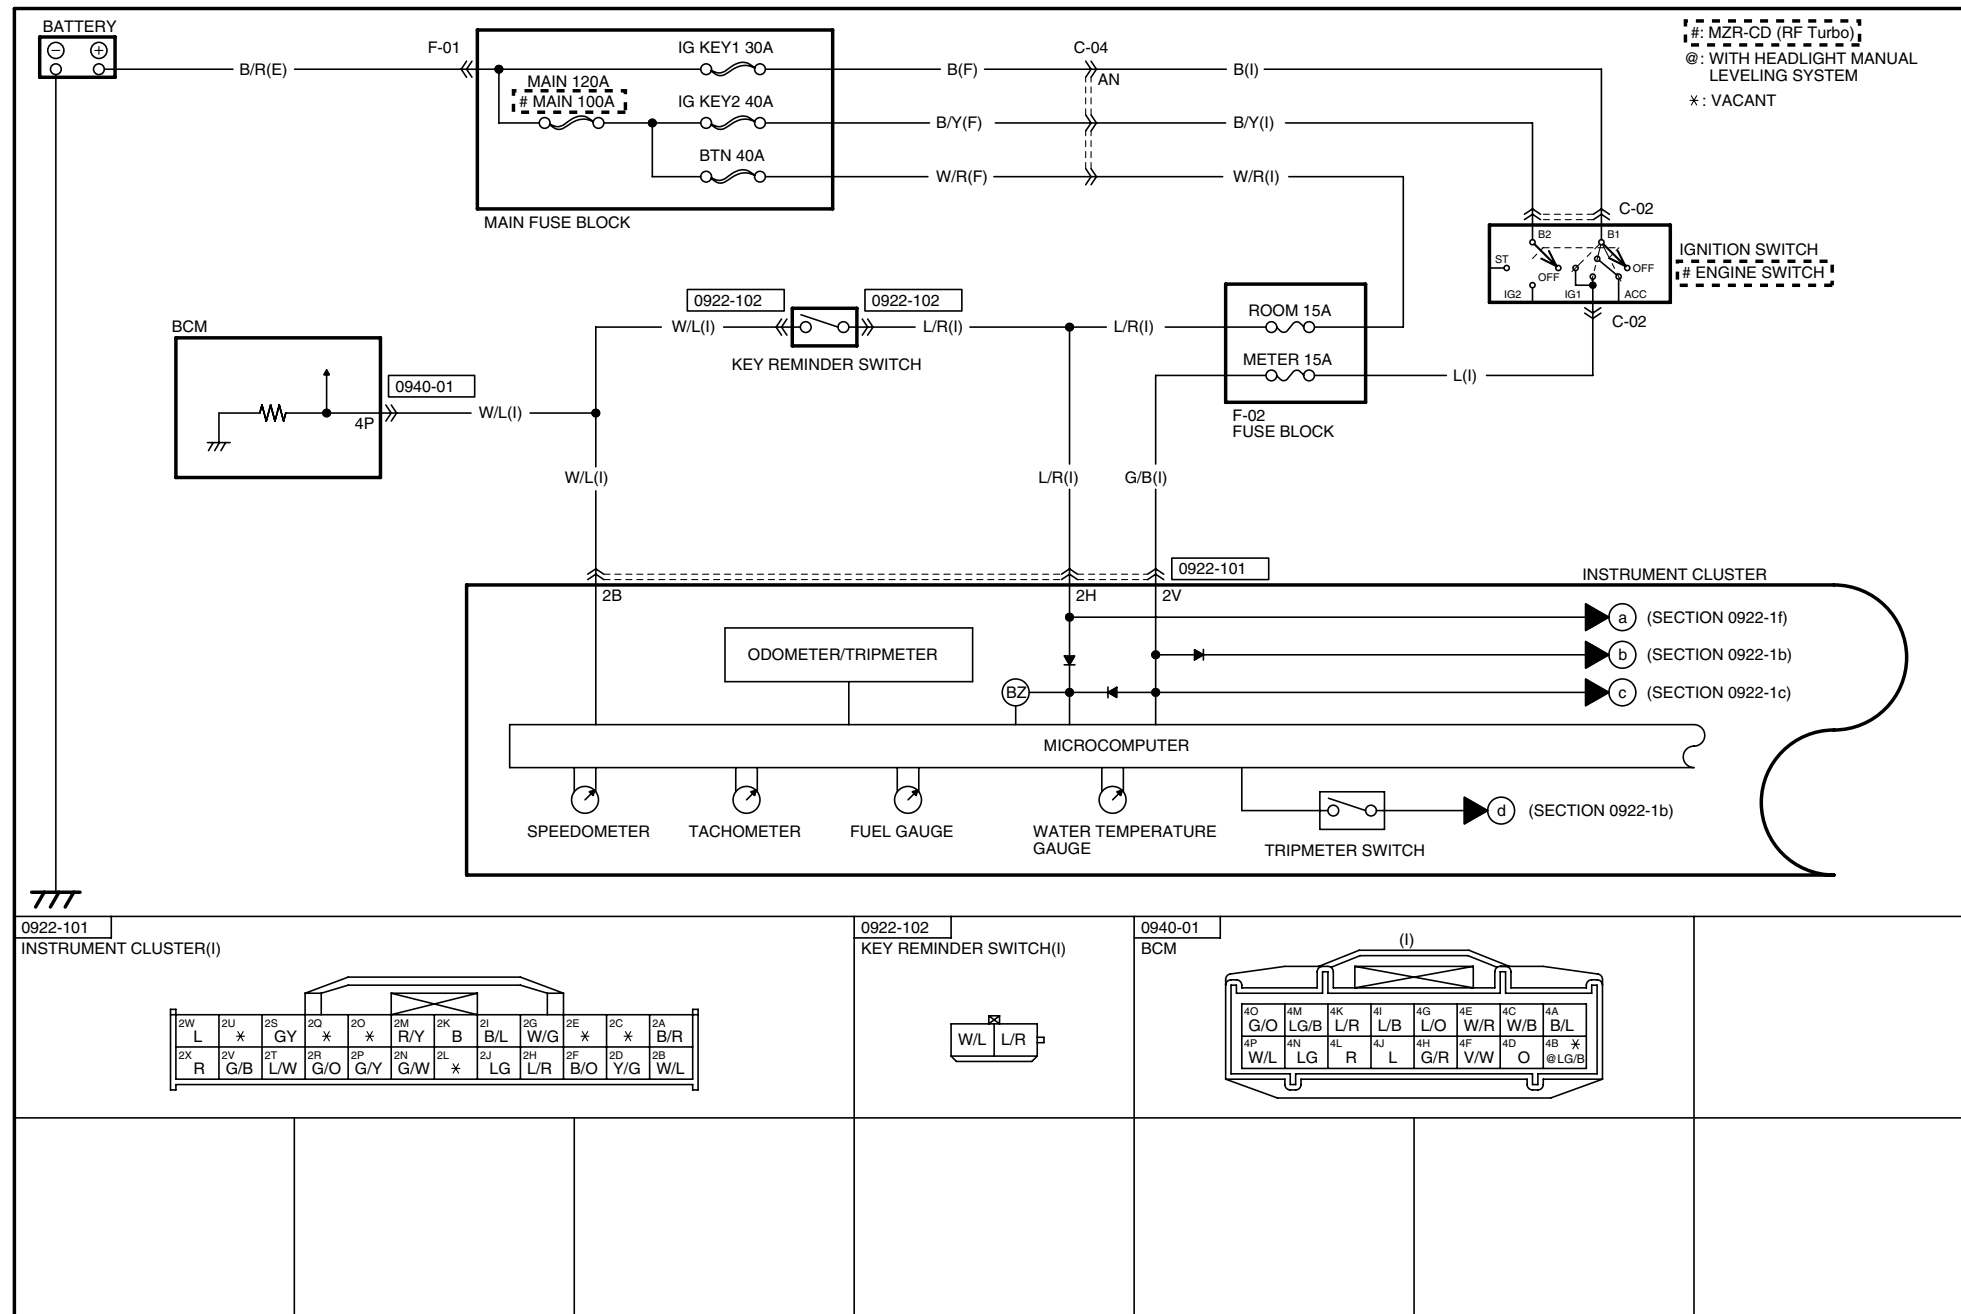 BATTERY
B/R(E)
F-01
IG KEY1 30A
MAIN 120A
# MAIN 100A
IG KEY2 40A
BTN 40A
MAIN FUSE BLOCK
B(F)
C-04
AN
B(I)
B/Y(F)
B/Y(I)
W/R(F)
W/R(I)
#: MZR-CD (RF Turbo)
@: WITH HEADLIGHT MANUAL
LEVELING SYSTEM
*: VACANT
C-02
B2
B1
ST
OFF
OFF
IG2
IG1
ACC
IGNITION SWITCH
# ENGINE SWITCH
C-02
0922-102
0922-102
W/L(I)
L/R(I)
L/R(I)
KEY REMINDER SWITCH
ROOM 15A
METER 15A
L(I)
F-02
FUSE BLOCK
BCM
0940-01
4P
W/L(I)
W/L(I)
L/R(I)
G/B(I)
0922-101
INSTRUMENT CLUSTER
2B
2H
2V
a (SECTION 0922-1f)
ODOMETER/TRIPMETER
b (SECTION 0922-1b)
BZ
c (SECTION 0922-1c)
MICROCOMPUTER
SPEEDOMETER
TACHOMETER
FUEL GAUGE
WATER TEMPERATURE
GAUGE
TRIPMETER SWITCH
d (SECTION 0922-1b)
0922-101
INSTRUMENT CLUSTER(I)
2W L 2U * 2S GY 2Q * 2O * 2M R/Y 2K B 2I B/L 2G W/G 2E * 2C * 2A B/R
2X R 2V G/B 2T L/W 2R G/O 2P G/Y 2N G/W 2L * 2J LG 2H L/R 2F B/O 2D Y/G 2B W/L
0922-102
KEY REMINDER SWITCH(I)
W/L L/R
0940-01
BCM
(I)
4O G/O 4M LG/B 4K L/R 4I L/B 4G L/O 4E W/R 4C W/B 4A B/L
4P W/L 4N LG 4L R 4J L 4H G/R 4F V/W 4D O 4B * @LG/B